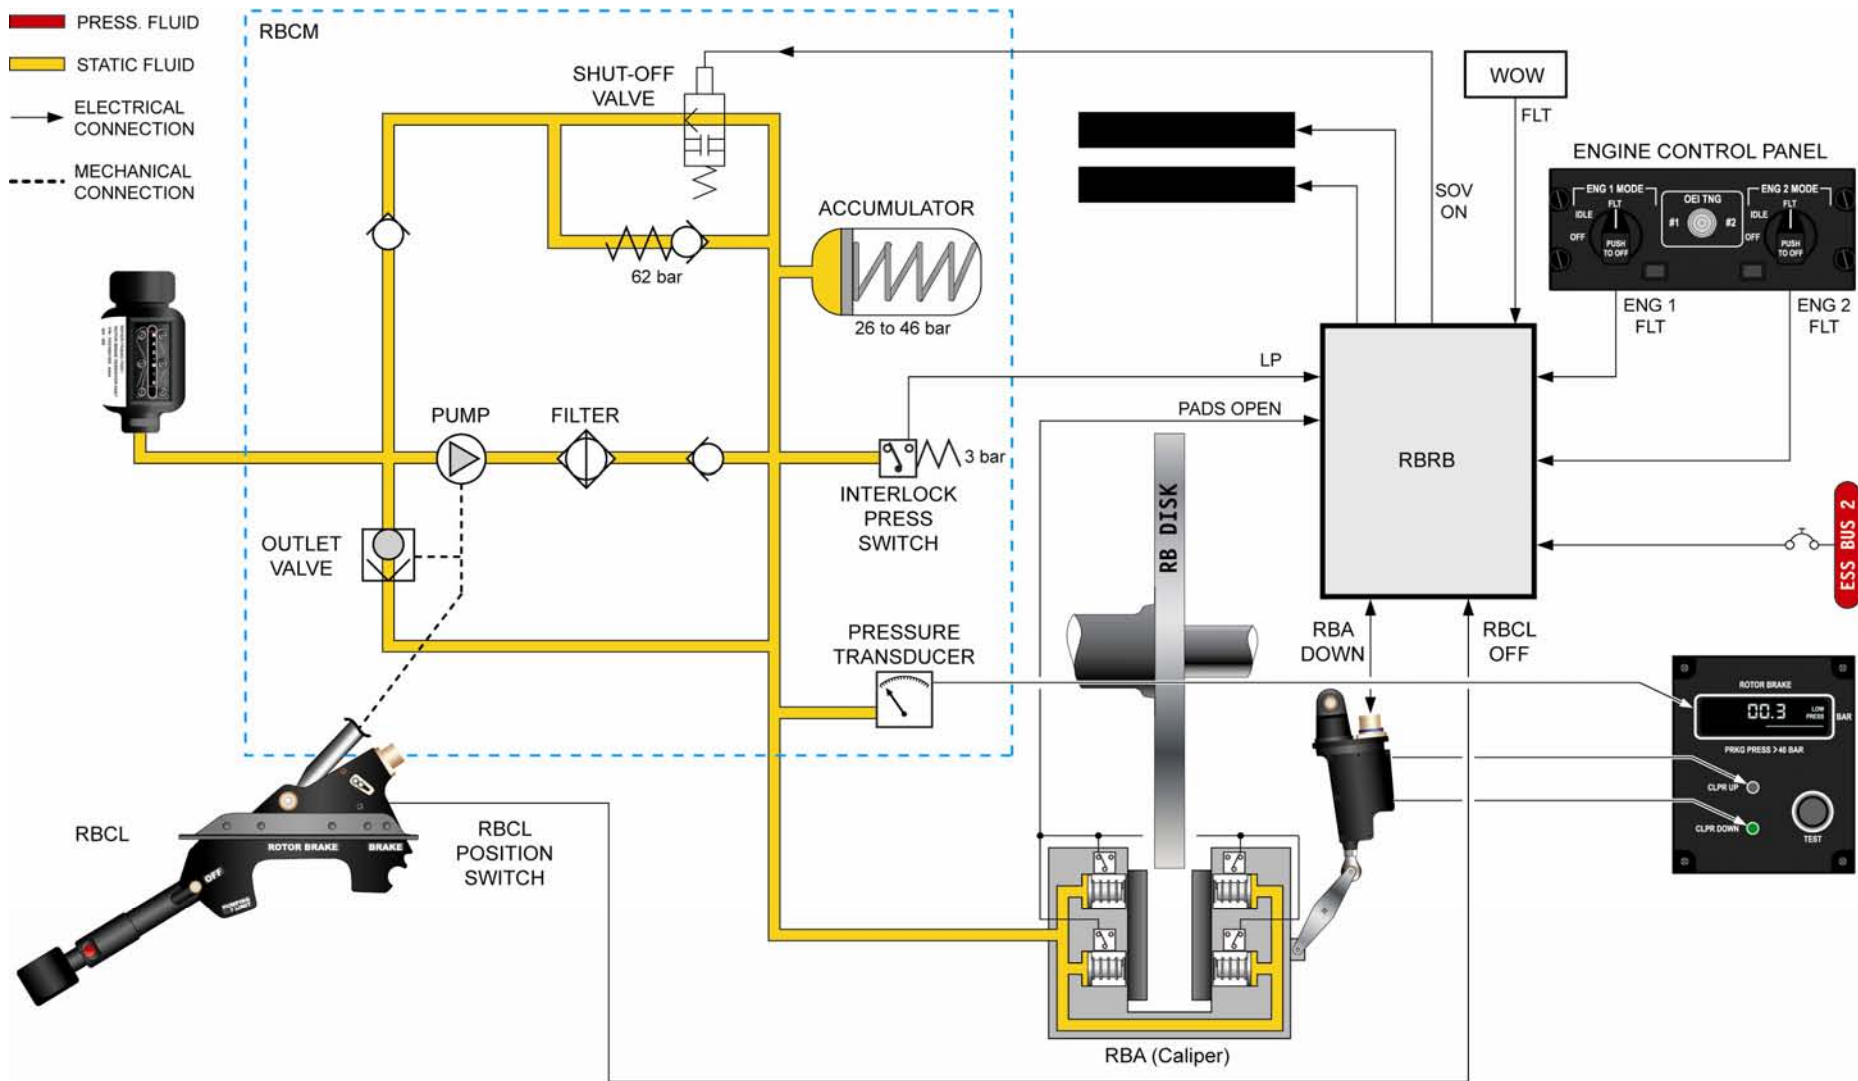 PRESS. FLUID
STATIC FLUID
ELECTRICAL
CONNECTION
MECHANICAL
CONNECTION
RBCM
SHUT-OFF
VALVE
ACCUMULATOR
26 to 46 bar
62 bar
PUMP
FILTER
3 bar
INTERLOCK
PRESS
SWITCH
OUTLET
VALVE
PRESSURE
TRANSDUCER
RBCL
ROTOR BRAKE
BRAKE
OFF
RBCL
POSITION
SWITCH
WOW
FLT
SOV
ON
ENGINE CONTROL PANEL
ENG 1 MODE
FLT
IDLE
OFF
PUSH
TO OFF
OEI TNG
#1
#2
ENG 2 MODE
FLT
IDLE
OFF
PUSH
TO OFF
ENG 1
FLT
ENG 2
FLT
LP
PADS OPEN
RBRB
ESS BUS 2
RB DISK
RBA
DOWN
RBCL
OFF
ROTOR BRAKE
00.3
LOW
PRESS
BAR
PRKG PRESS >40 BAR
CLPR UP
CLPR DOWN
TEST
RBA (Caliper)